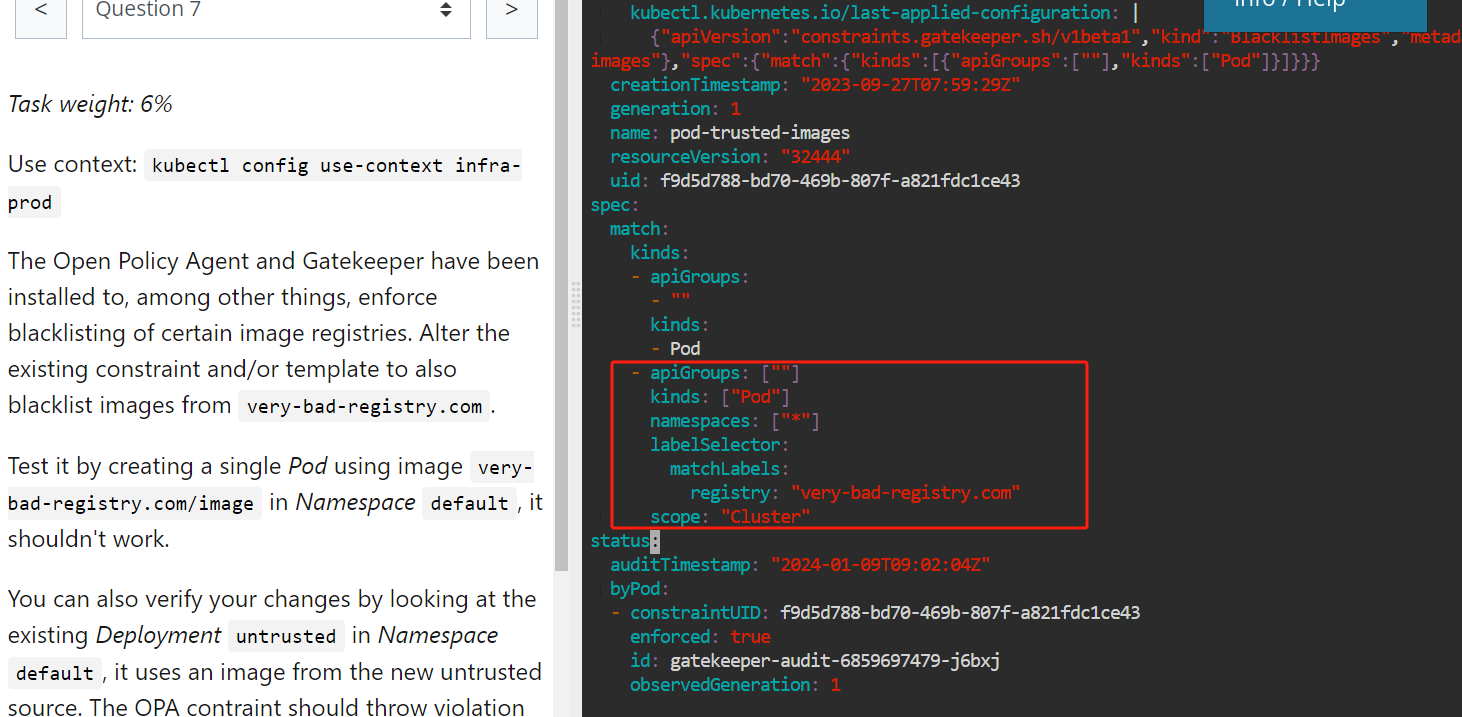 <
Question 7
>
Task weight: 6%
Use context: kubectl config use-context infra-
prod
The Open Policy Agent and Gatekeeper have been
installed to, among other things, enforce
blacklisting of certain image registries. Alter the
existing constraint and/or template to also
blacklist images from very-bad-registry.com .
Test it by creating a single Pod using image very-
bad-registry.com/image in Namespace default , it
shouldn't work.
You can also verify your changes by looking at the
existing Deployment untrusted in Namespace
default , it uses an image from the new untrusted
source. The OPA contraint should throw violation
Info / Help
kubectl.kubernetes.io/last-applied-configuration: |
{"apiVersion":"constraints.gatekeeper.sh/v1beta1","kind":"BlacklistImages","metad
images"},"spec":{"match":{"kinds":[{"apiGroups":[""],"kinds":["Pod"]}]}}}
creationTimestamp: "2023-09-27T07:59:29Z"
generation: 1
name: pod-trusted-images
resourceVersion: "32444"
uid: f9d5d788-bd70-469b-807f-a821fdc1ce43
spec:
match:
kinds:
- apiGroups:
- ""
kinds:
- Pod
- apiGroups: [""]
kinds: ["Pod"]
namespaces: ["*"]
labelSelector:
matchLabels:
registry: "very-bad-registry.com"
scope: "Cluster"
status:
auditTimestamp: "2024-01-09T09:02:04Z"
byPod:
- constraintUID: f9d5d788-bd70-469b-807f-a821fdc1ce43
enforced: true
id: gatekeeper-audit-6859697479-j6bxj
observedGeneration: 1